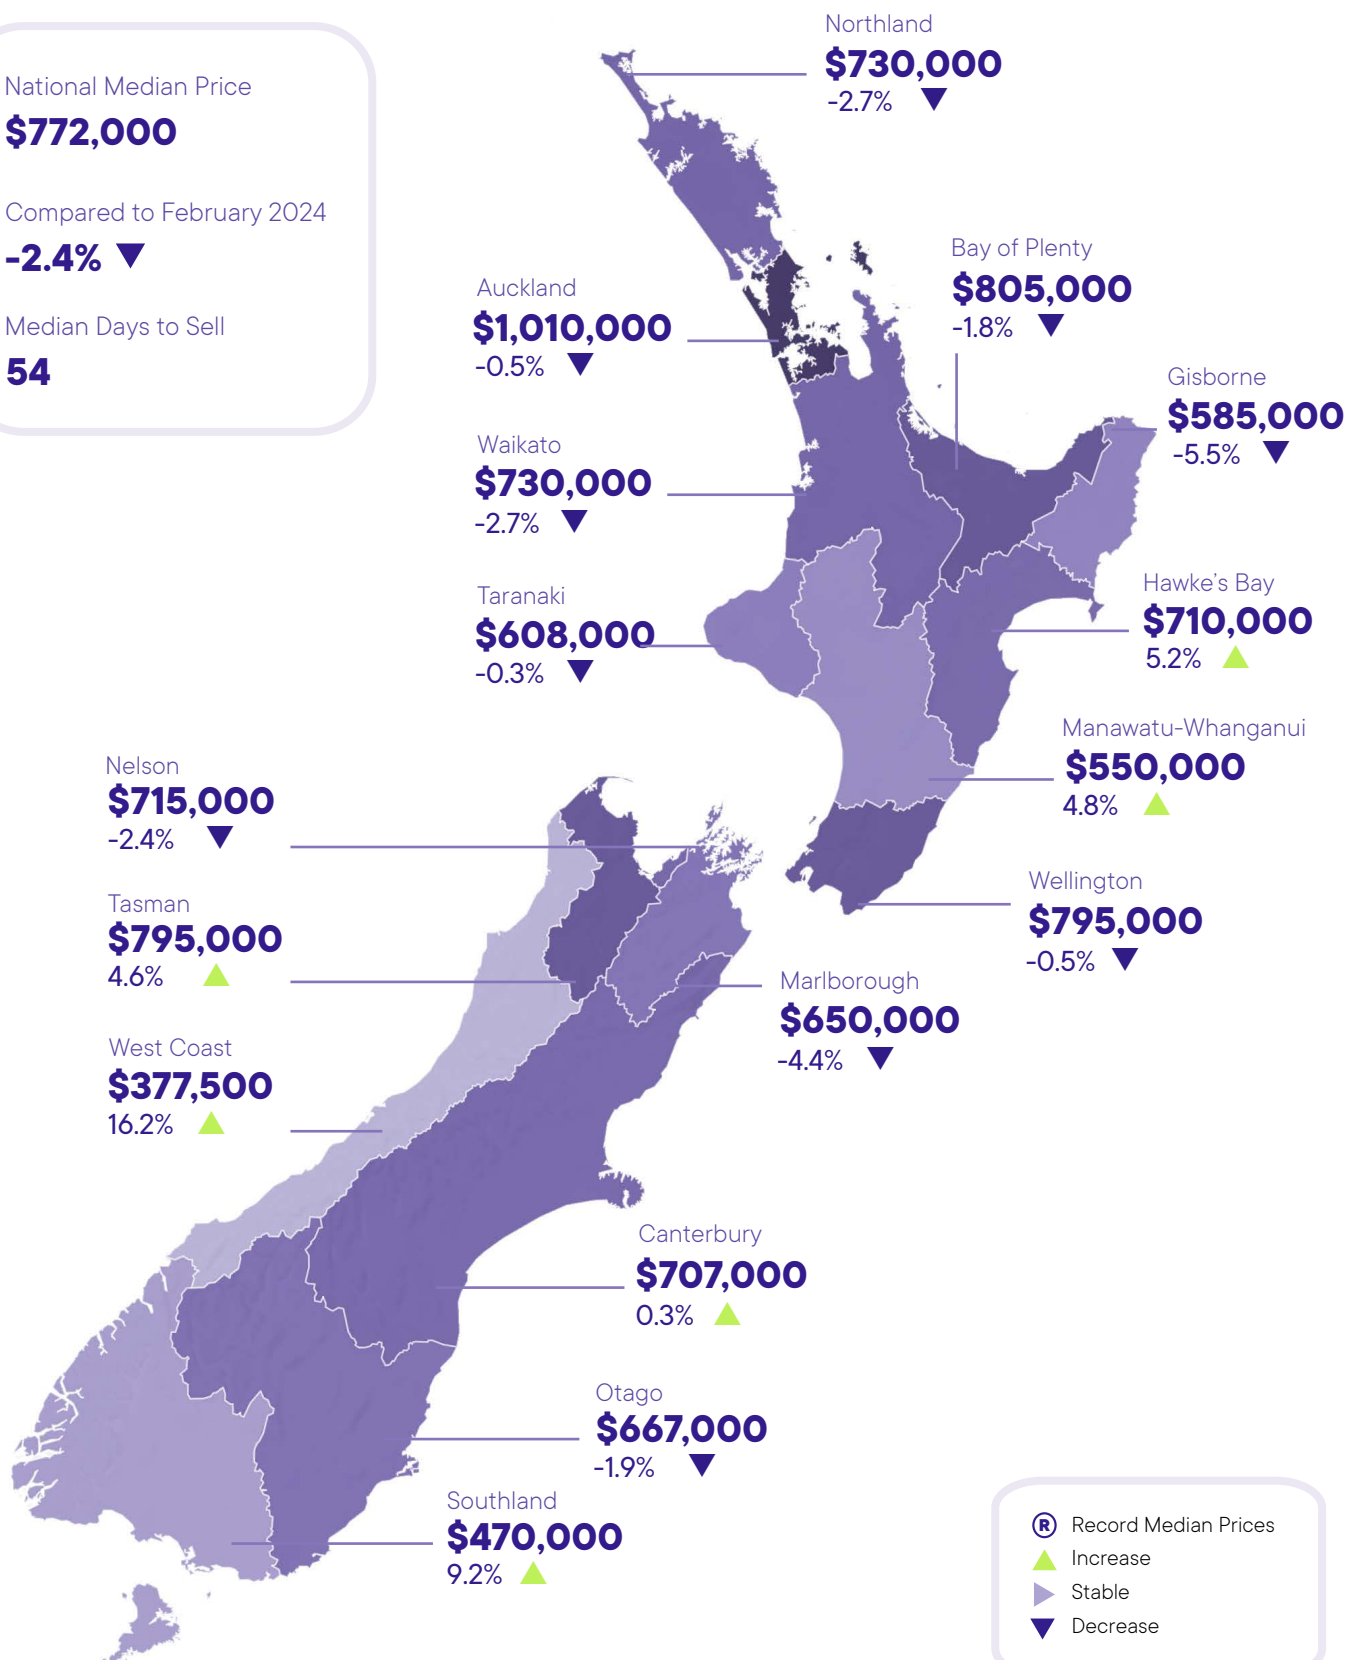 National Median Price
$772,000
Compared to February 2024
-2.4%
Median Days to Sell
54
Northland
$730,000
-2.7%
Auckland
$1,010,000
-0.5%
Bay of Plenty
$805,000
-1.8%
Gisborne
$585,000
-5.5%
Waikato
$730,000
-2.7%
Taranaki
$608,000
-0.3%
Hawke's Bay
$710,000
5.2%
Manawatu-Whanganui
$550,000
4.8%
Wellington
$795,000
-0.5%
Nelson
$715,000
-2.4%
Tasman
$795,000
4.6%
West Coast
$377,500
16.2%
Marlborough
$650,000
-4.4%
Canterbury
$707,000
0.3%
Otago
$667,000
-1.9%
Southland
$470,000
9.2%
R Record Median Prices
Increase
Stable
Decrease